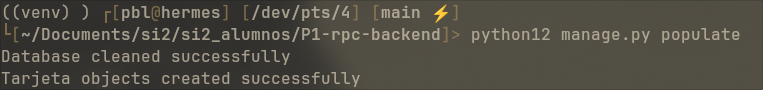 ((venv) ) ┌[pbl@hermes] [/dev/pts/4] [main ⚡]
└[~/Documents/si2/si2_alumnos/P1-rpc-backend]> python12 manage.py populate
Database cleaned successfully
Tarjeta objects created successfully